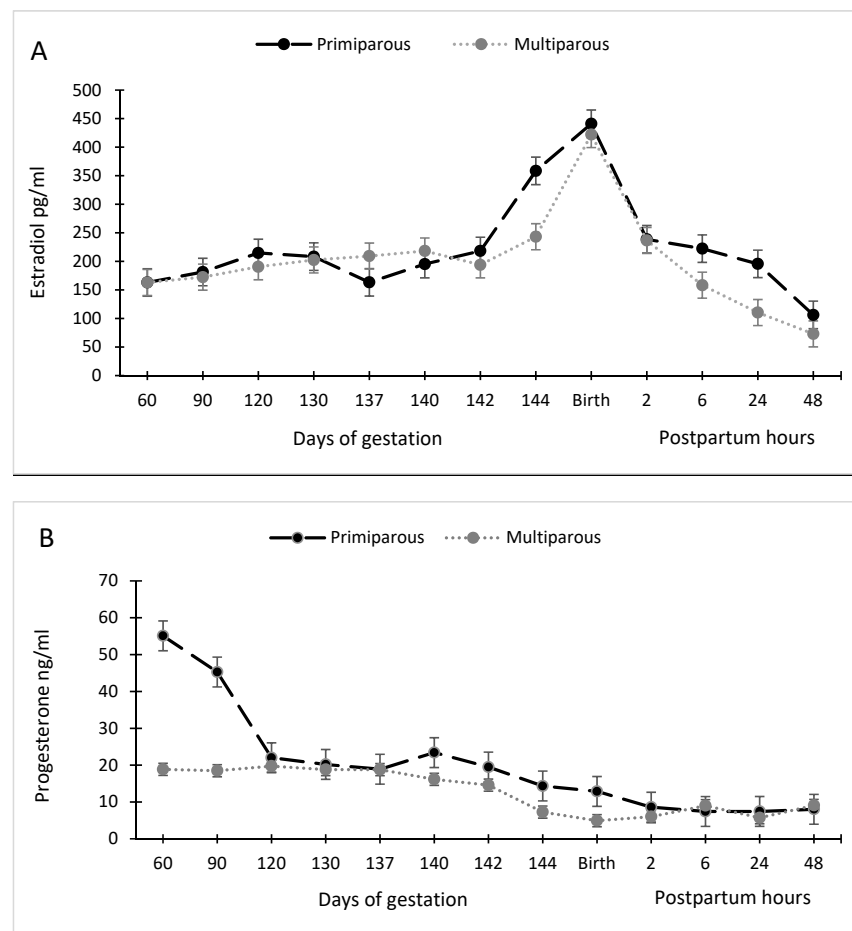 A
Primiparous Multiparous
Estradiol pg/ml
500
450
400
350
300
250
200
150
100
50
0
60 90 120 130 137 140 142 144 Birth 2 6 24 48
Days of gestation Postpartum hours
B
Primiparous Multiparous
Progesterone ng/ml
70
60
50
40
30
20
10
0
60 90 120 130 137 140 142 144 Birth 2 6 24 48
Days of gestation Postpartum hours